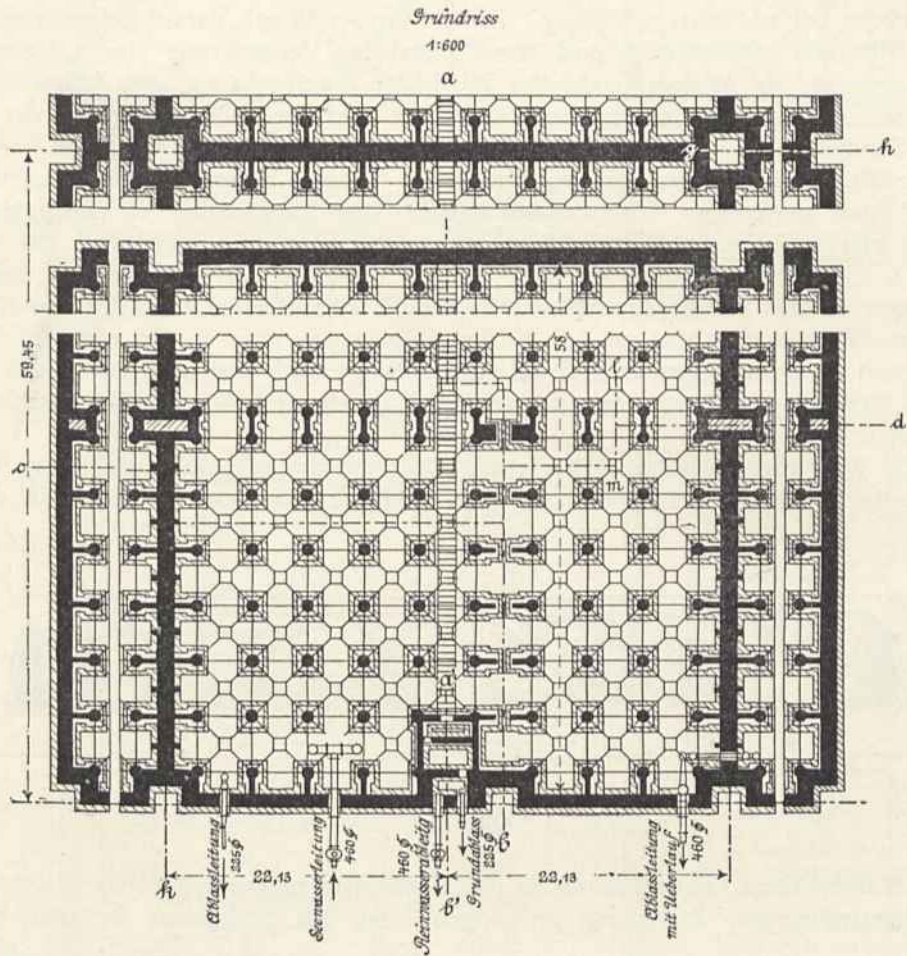 Grundriss
1:600
a
g
h
59,45
58
l
c
d
m
a'
Ablassleitung
225 ϕ
Seewasserleitung
460 ϕ
Reinwasserableitg
460 ϕ
Grundablass
225 ϕ
b
Ablassleitung
mit Ueberlauf
460 ϕ
h
22,13
b'
22,13